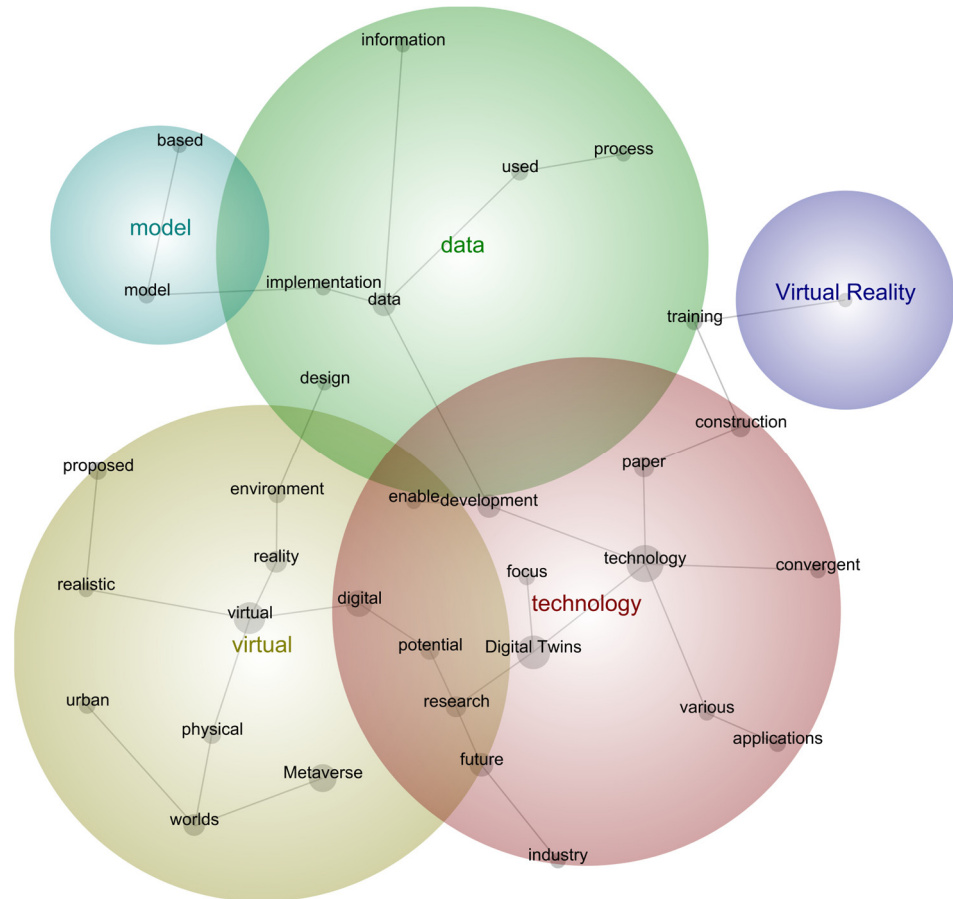 information
based
process
used
model
data
Virtual Reality
implementation
model
data
training
design
construction
proposed
paper
environment
enable
development
reality
technology
convergent
focus
realistic
digital
technology
virtual
virtual
potential
Digital Twins
urban
research
various
physical
applications
future
Metaverse
worlds
industry